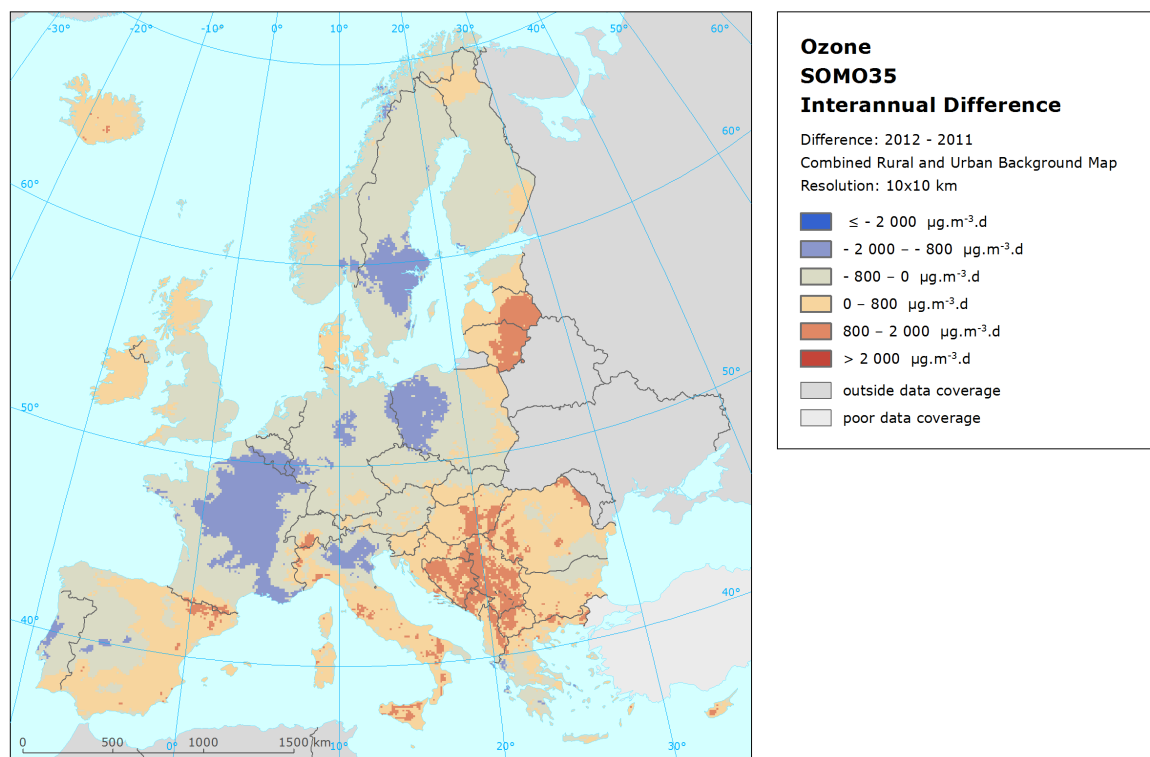 -30°
-20°
-10°
0°
10°
20°
30°
40°
50°
60°
60°
60°
50°
50°
40°
40°
0
500
1000
1500 km
0°
10°
20°
30°
Ozone
SOMO35
Interannual Difference
Difference: 2012 - 2011
Combined Rural and Urban Background Map
Resolution: 10x10 km
≤ - 2 000 µg.m⁻³.d
- 2 000 – - 800 µg.m⁻³.d
- 800 – 0 µg.m⁻³.d
0 – 800 µg.m⁻³.d
800 – 2 000 µg.m⁻³.d
> 2 000 µg.m⁻³.d
outside data coverage
poor data coverage